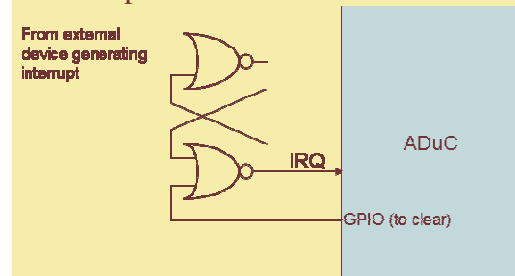 From external
device generating
interrupt
IRQ
ADuC
GPIO (to clear)